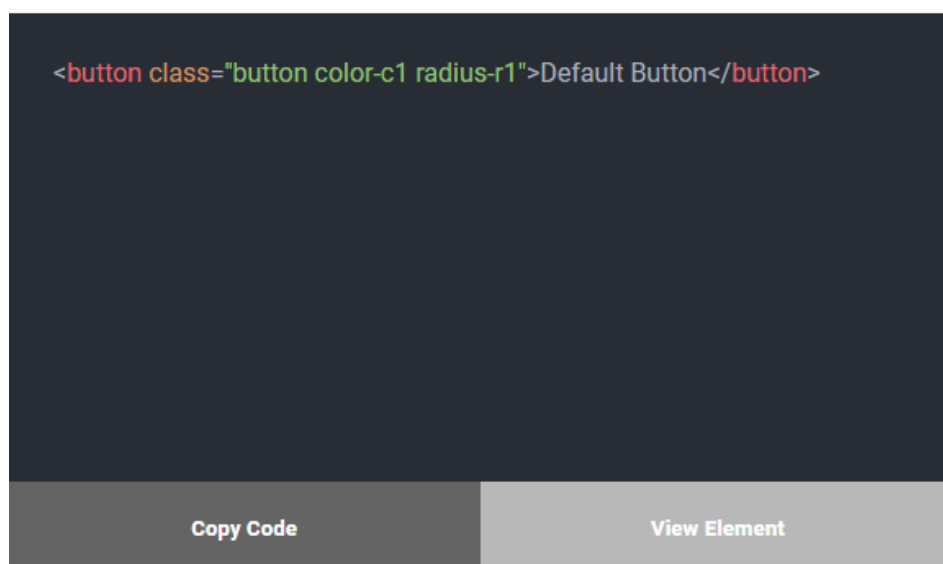 <button class="button color-c1 radius-r1">Default Button</button>
Copy Code
View Element